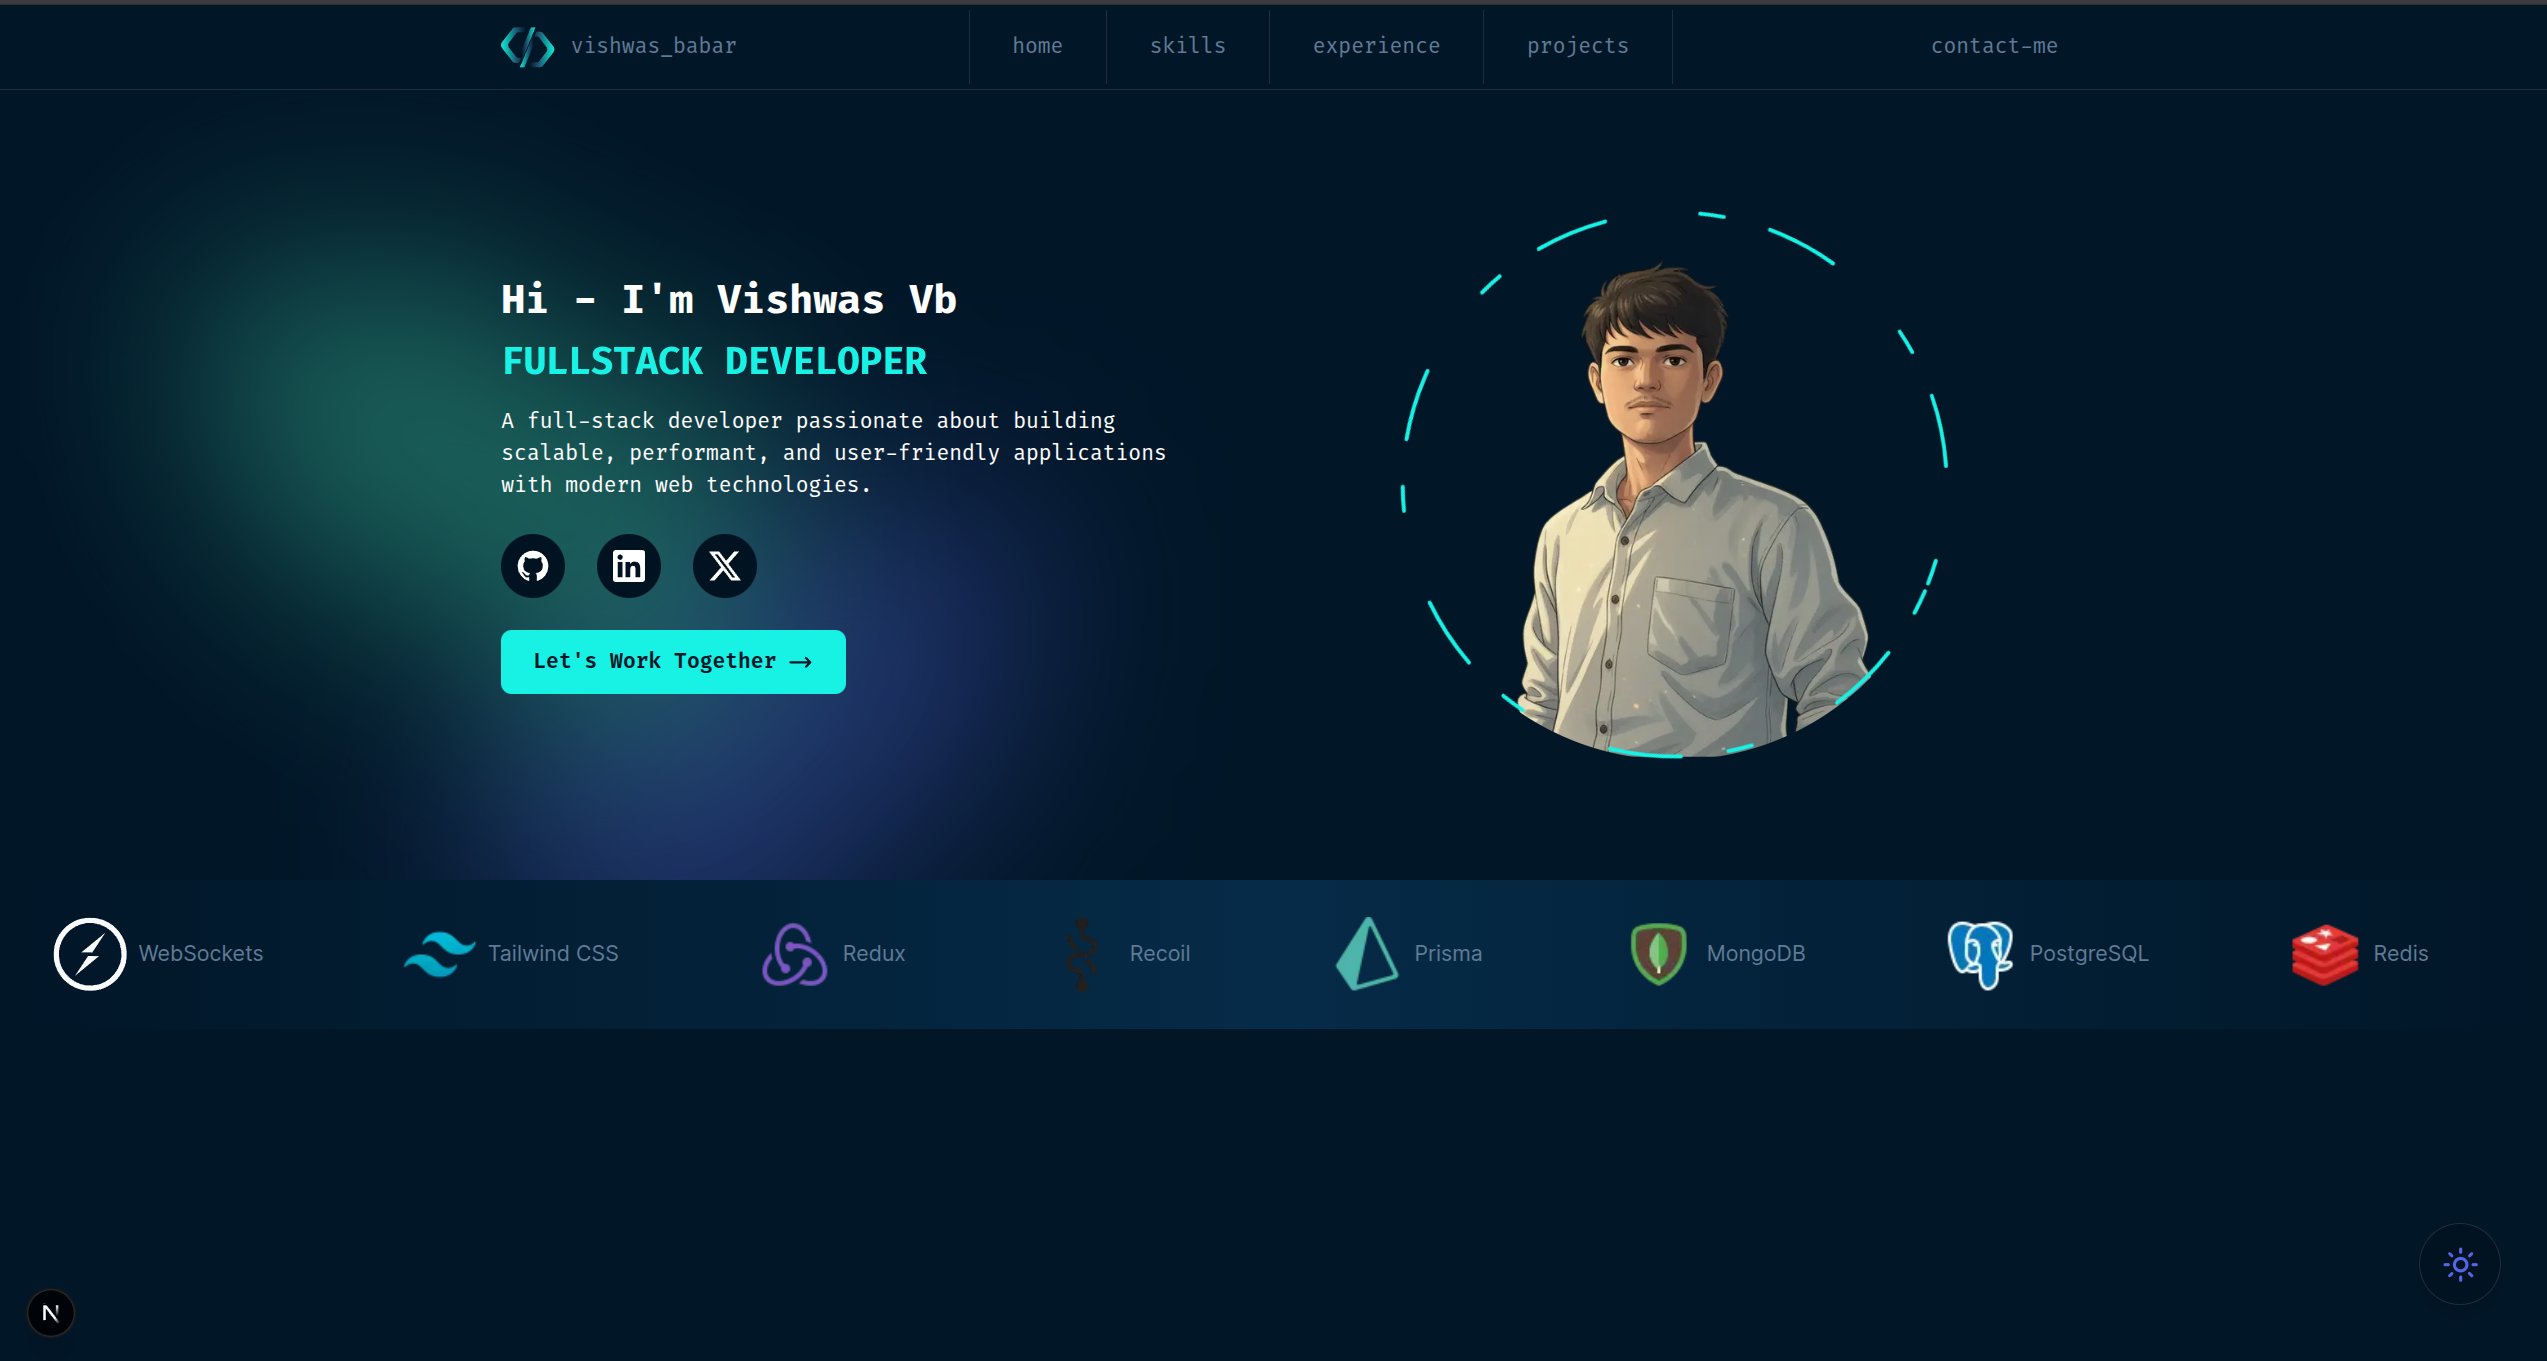 vishwas_babar
home
skills
experience
projects
contact-me
Hi - I'm Vishwas Vb
FULLSTACK DEVELOPER
A full-stack developer passionate about building
scalable, performant, and user-friendly applications
with modern web technologies.
in
Let's Work Together →
WebSockets
Tailwind CSS
Redux
Recoil
Prisma
MongoDB
PostgreSQL
Redis
N